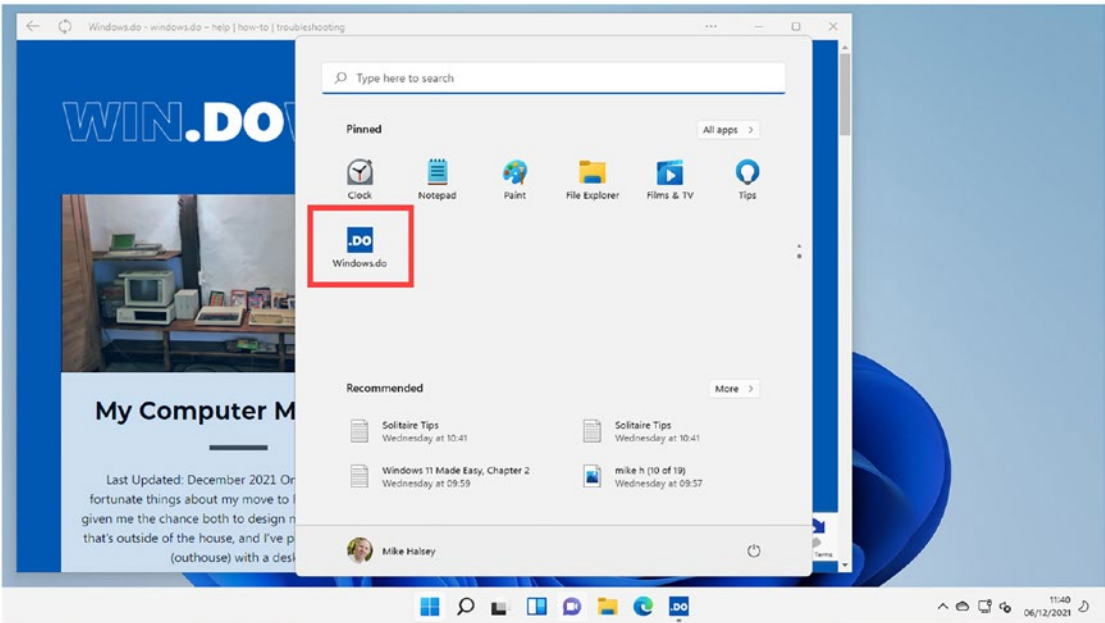 Windows.do - windows.do – help | how-to | troubleshooting
WIN.DO
Type here to search
Pinned
All apps
Clock
Notepad
Paint
File Explorer
Films & TV
Tips
.DO
Windows.do
Recommended
More
Solitaire Tips
Wednesday at 10:41
Solitaire Tips
Wednesday at 10:41
Windows 11 Made Easy, Chapter 2
Wednesday at 09:59
mike h (10 of 19)
Wednesday at 09:57
Mike Halsey
My Computer M
Last Updated: December 2021 Or
fortunate things about my move to
given me the chance both to design
that's outside of the house, and I've p
(outhouse) with a desk
Terms
.DO
11:40
06/12/2021